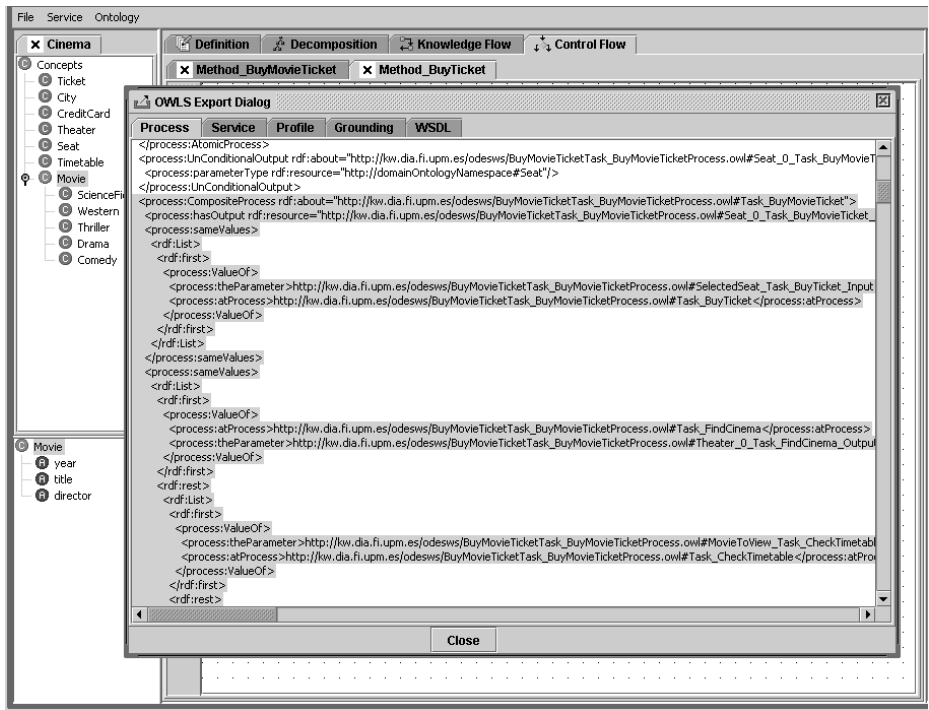 File Service Ontology
Cinema
Definition Decomposition Knowledge Flow Control Flow
Method_BuyMovieTicket Method_BuyTicket
Concepts
Ticket
City
CreditCard
Theater
Seat
Timetable
Movie
ScienceFi
Western
Thriller
Drama
Comedy
Movie
year
title
director
OWLS Export Dialog
Process Service Profile Grounding WSDL
</process:AtomicProcess>
<process:UnConditionalOutput rdf:about="http://kw.dia.fi.upm.es/odesws/BuyMovieTicketTask_BuyMovieTicketProcess.owl#Seat_0_Task_BuyMovieT
<process:parameterType rdf:resource="http://domainOntologyNamespace#Seat"/>
</process:UnConditionalOutput>
<process:CompositeProcess rdf:about="http://kw.dia.fi.upm.es/odesws/BuyMovieTicketTask_BuyMovieTicketProcess.owl#Task_BuyMovieTicket">
<process:hasOutput rdf:resource="http://kw.dia.fi.upm.es/odesws/BuyMovieTicketTask_BuyMovieTicketProcess.owl#Seat_0_Task_BuyMovieTicket_
<process:sameValues>
<rdf:List>
<rdf:first>
<process:ValueOf>
<process:theParameter>http://kw.dia.fi.upm.es/odesws/BuyMovieTicketTask_BuyMovieTicketProcess.owl#SelectedSeat_Task_BuyTicket_Input
<process:atProcess>http://kw.dia.fi.upm.es/odesws/BuyMovieTicketTask_BuyMovieTicketProcess.owl#Task_BuyTicket</process:atProcess>
</process:ValueOf>
</rdf:first>
</rdf:List>
</process:sameValues>
<process:sameValues>
<rdf:List>
<rdf:first>
<process:ValueOf>
<process:atProcess>http://kw.dia.fi.upm.es/odesws/BuyMovieTicketTask_BuyMovieTicketProcess.owl#Task_FindCinema</process:atProcess>
<process:theParameter>http://kw.dia.fi.upm.es/odesws/BuyMovieTicketTask_BuyMovieTicketProcess.owl#Theater_0_Task_FindCinema_Output
</process:ValueOf>
</rdf:first>
<rdf:rest>
<rdf:List>
<rdf:first>
<process:ValueOf>
<process:theParameter>http://kw.dia.fi.upm.es/odesws/BuyMovieTicketTask_BuyMovieTicketProcess.owl#MovieToView_Task_CheckTimetabl
<process:atProcess>http://kw.dia.fi.upm.es/odesws/BuyMovieTicketTask_BuyMovieTicketProcess.owl#Task_CheckTimetable</process:atPro
</process:ValueOf>
</rdf:first>
<rdf:rest>
Close